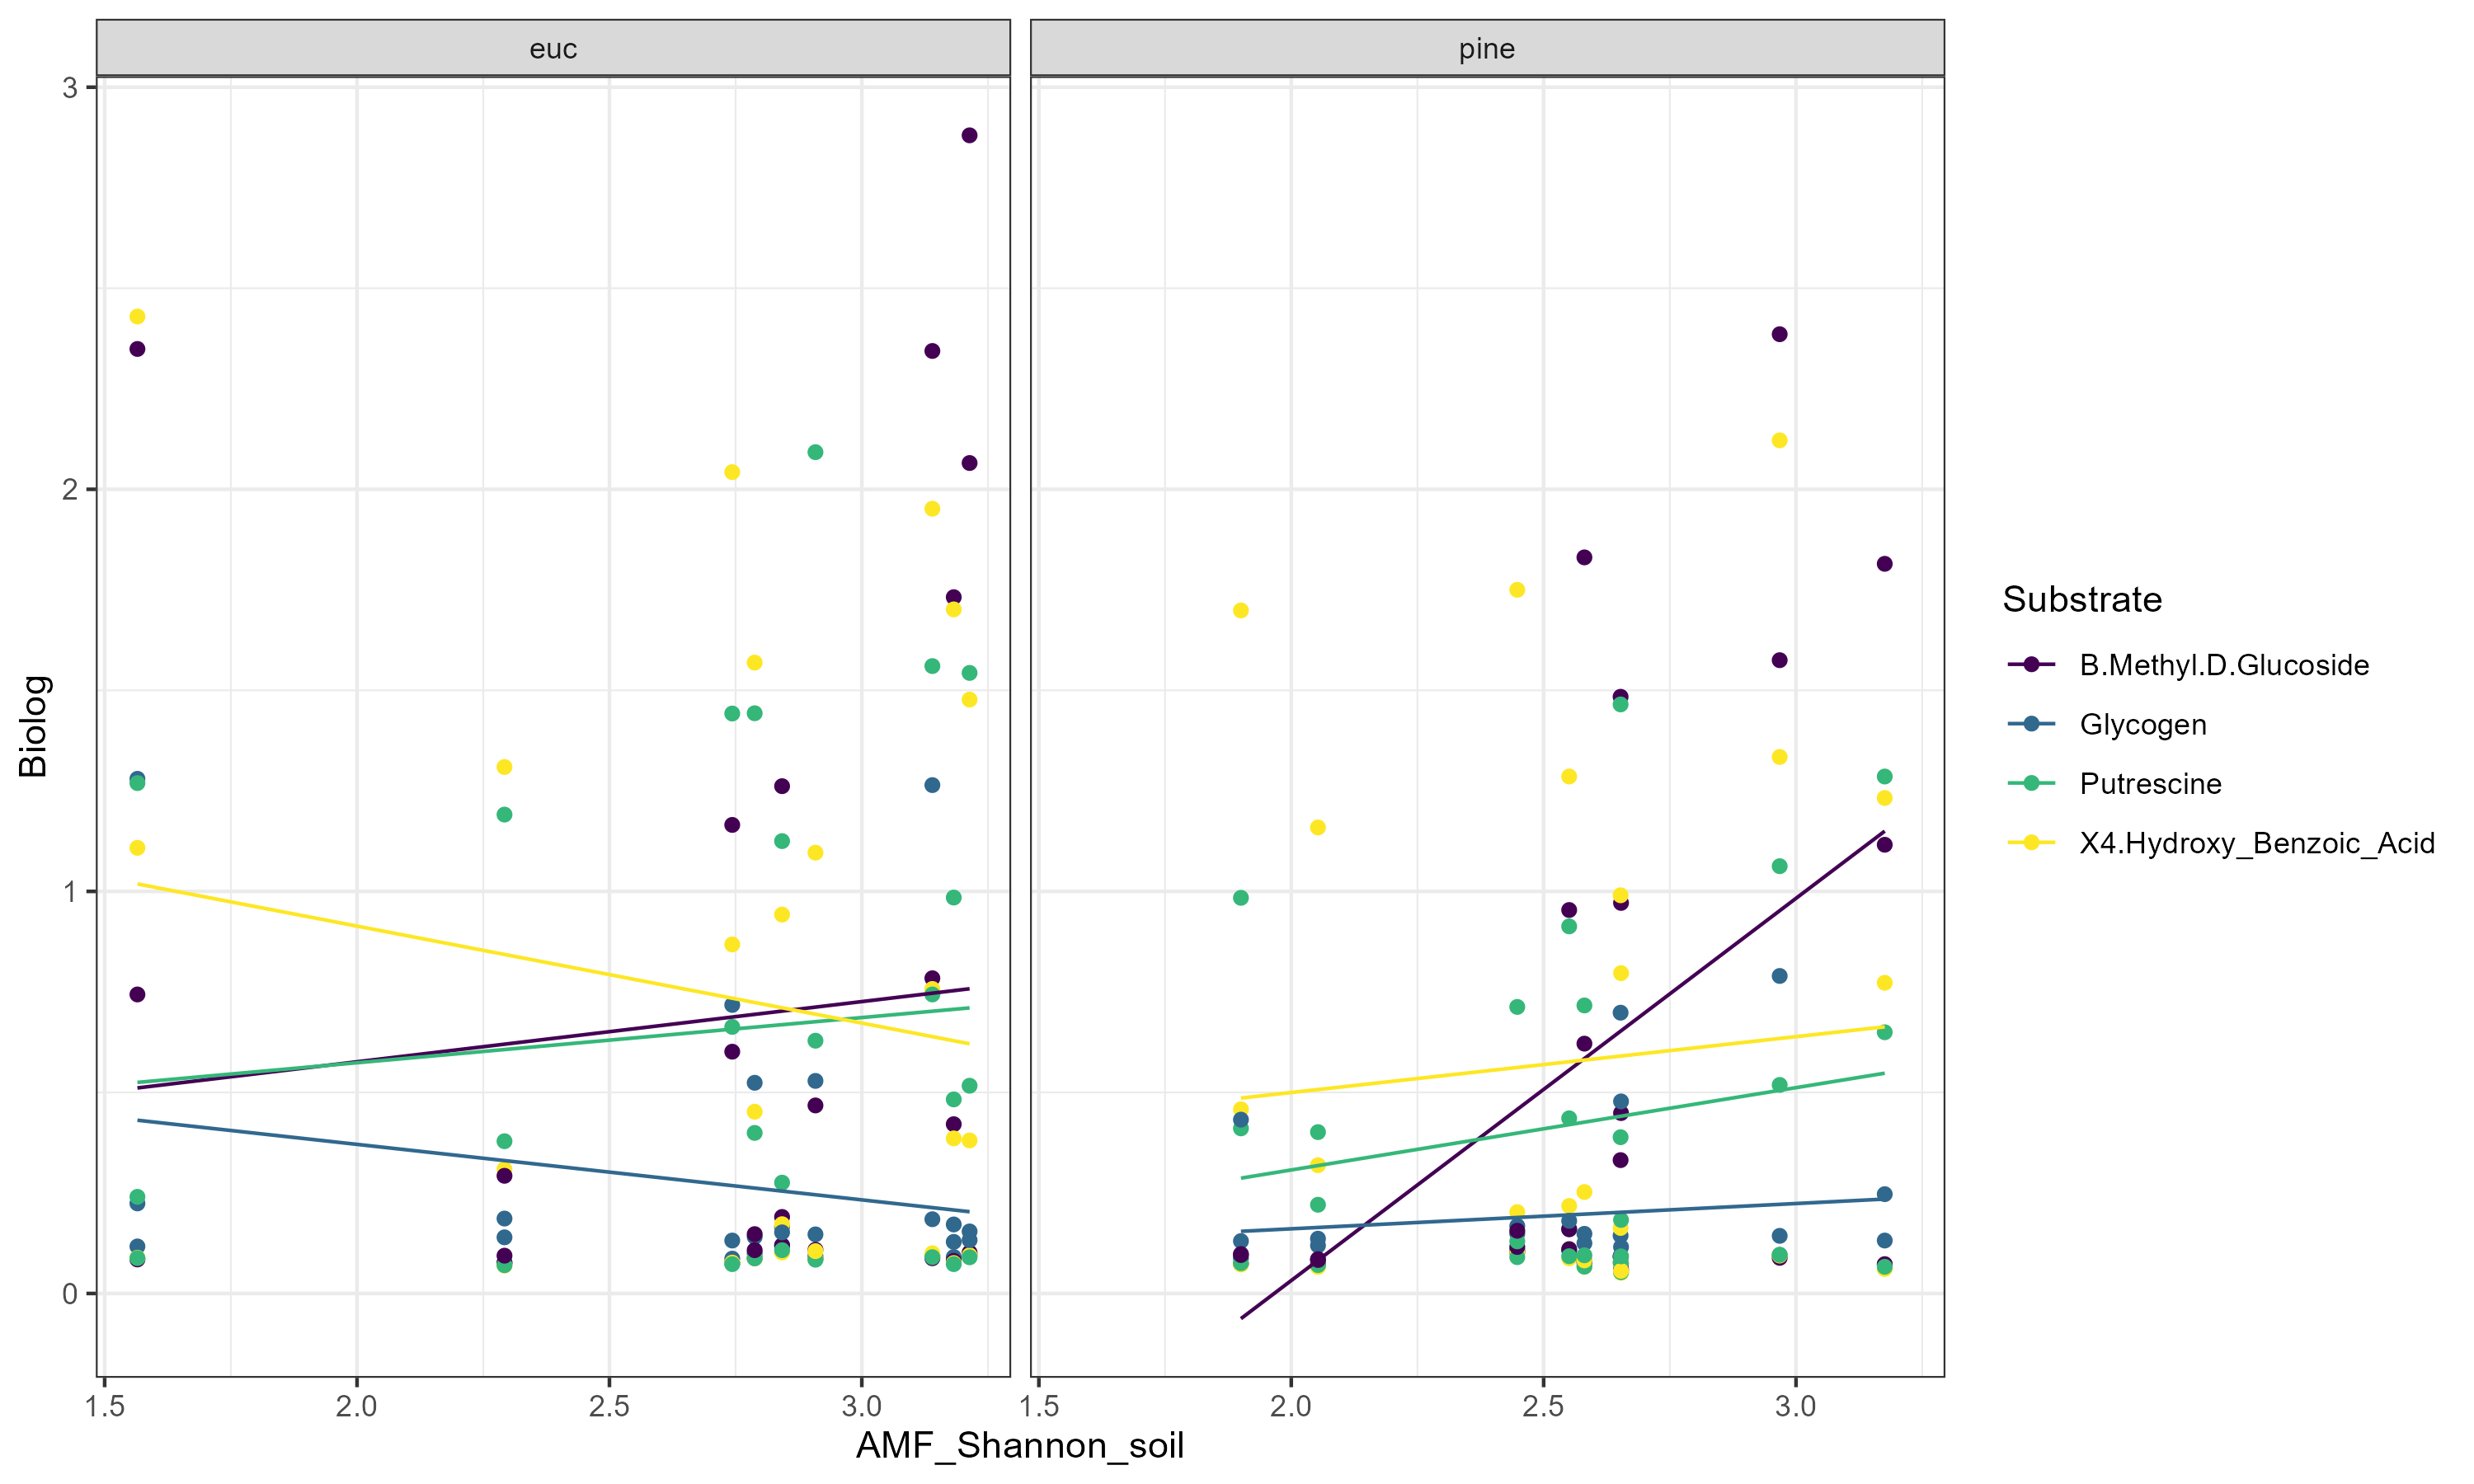 euc pine
3
2
1
0
Biolog
1.5 2.0 2.5 3.0 1.5 2.0 2.5 3.0
AMF_Shannon_soil
Substrate
B.Methyl.D.Glucoside
Glycogen
Putrescine
X4.Hydroxy_Benzoic_Acid